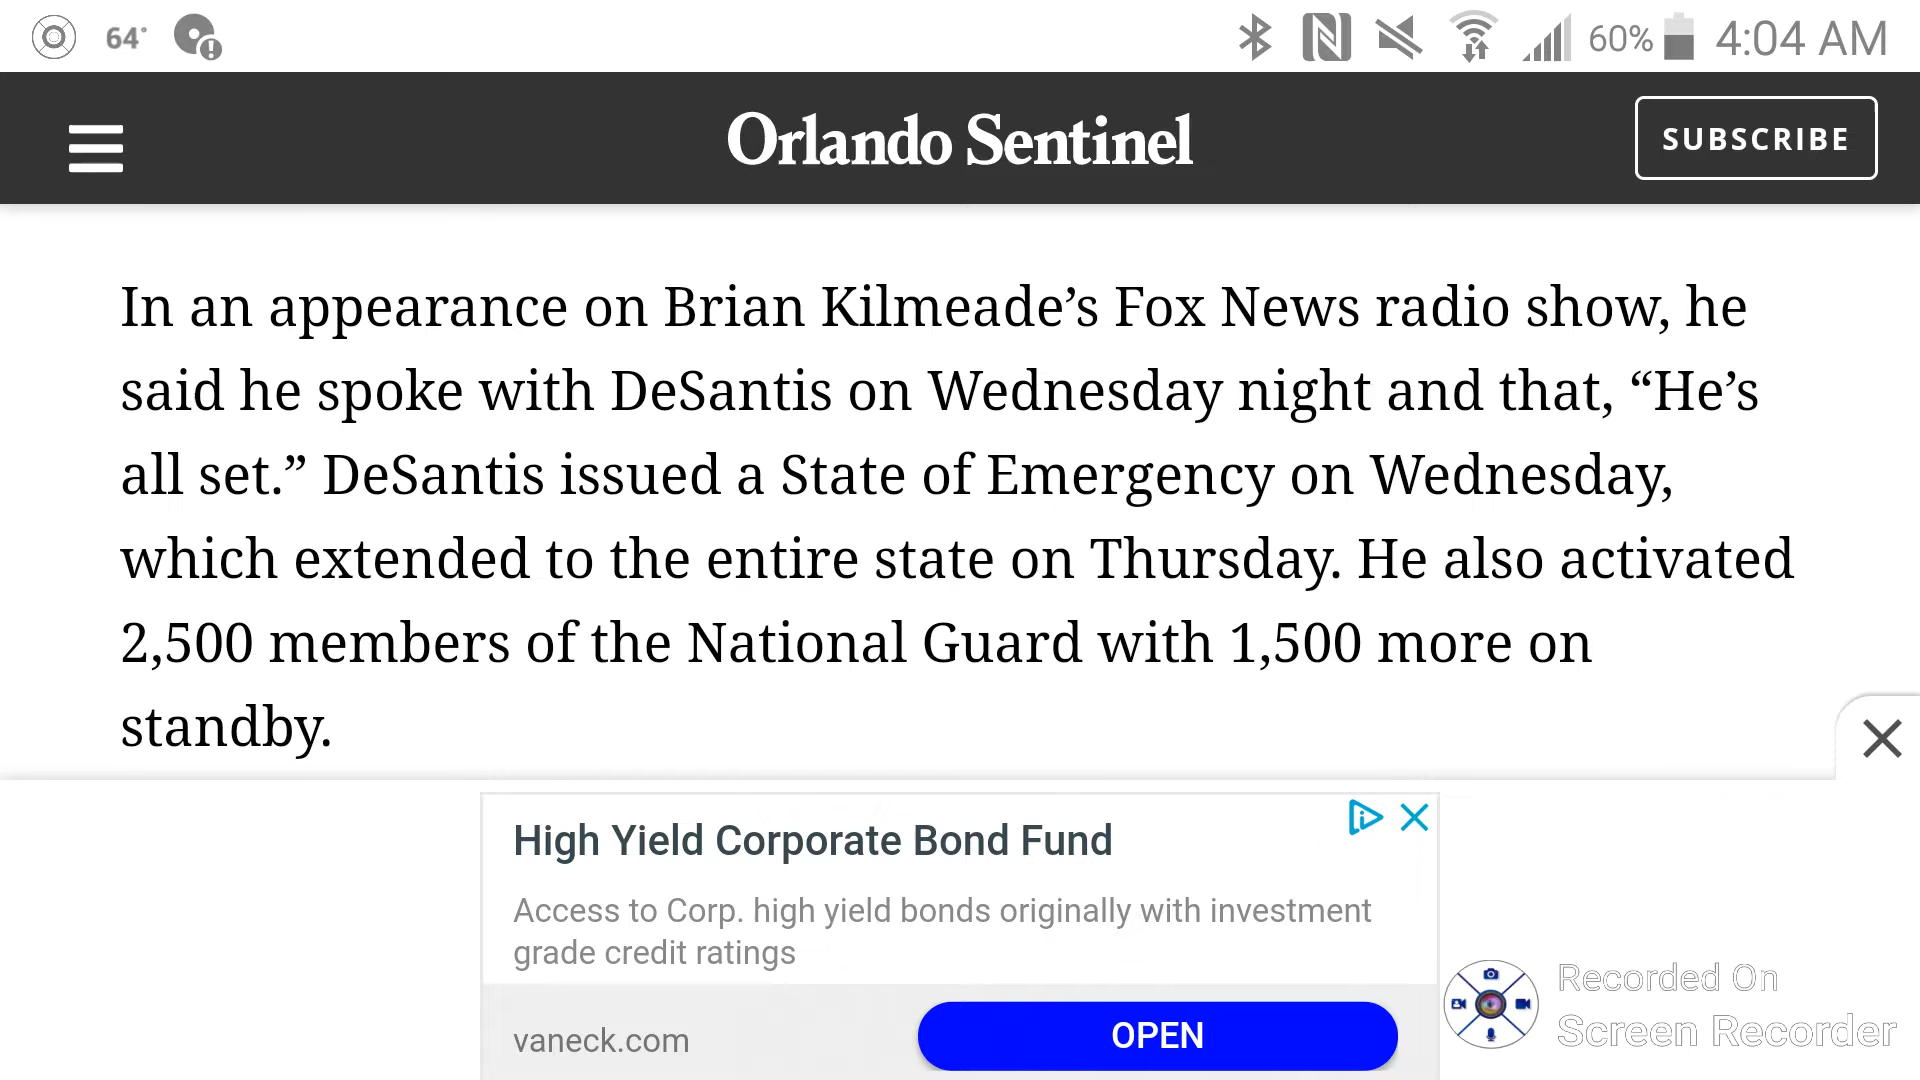 64°
60% 4:04 AM
Orlando Sentinel
SUBSCRIBE
In an appearance on Brian Kilmeade’s Fox News radio show, he
said he spoke with DeSantis on Wednesday night and that, “He’s
all set.” DeSantis issued a State of Emergency on Wednesday,
which extended to the entire state on Thursday. He also activated
2,500 members of the National Guard with 1,500 more on
standby.
High Yield Corporate Bond Fund
Access to Corp. high yield bonds originally with investment
grade credit ratings
vaneck.com
OPEN
Recorded On
Screen Recorder